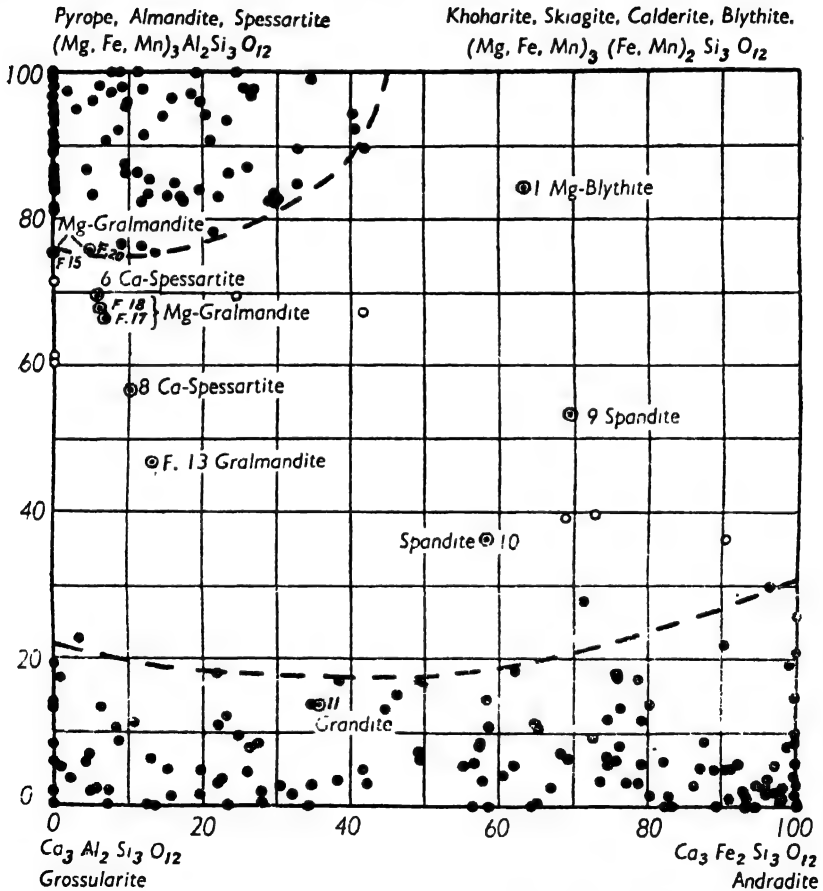 Pyrope, Almandite, Spessartite
(Mg, Fe, Mn)₃ Al₂Si₃ O₁₂
Khoharite, Skiagite, Calderite, Blythite.
(Mg, Fe, Mn)₃ (Fe, Mn)₂ Si₃ O₁₂
100
80
60
40
20
0
1 Mg-Blythite
Mg-Gralmandite
F 15
F. 20
6 Ca-Spessartite
F. 18
F. 17
} Mg-Gralmandite
8 Ca-Spessartite
9 Spandite
F. 13 Gralmandite
Spandite 10
11
Grandite
0
20
40
60
80
100
Ca₃ Al₂ Si₃ O₁₂
Grossularite
Ca₃ Fe₂ Si₃ O₁₂
Andradite